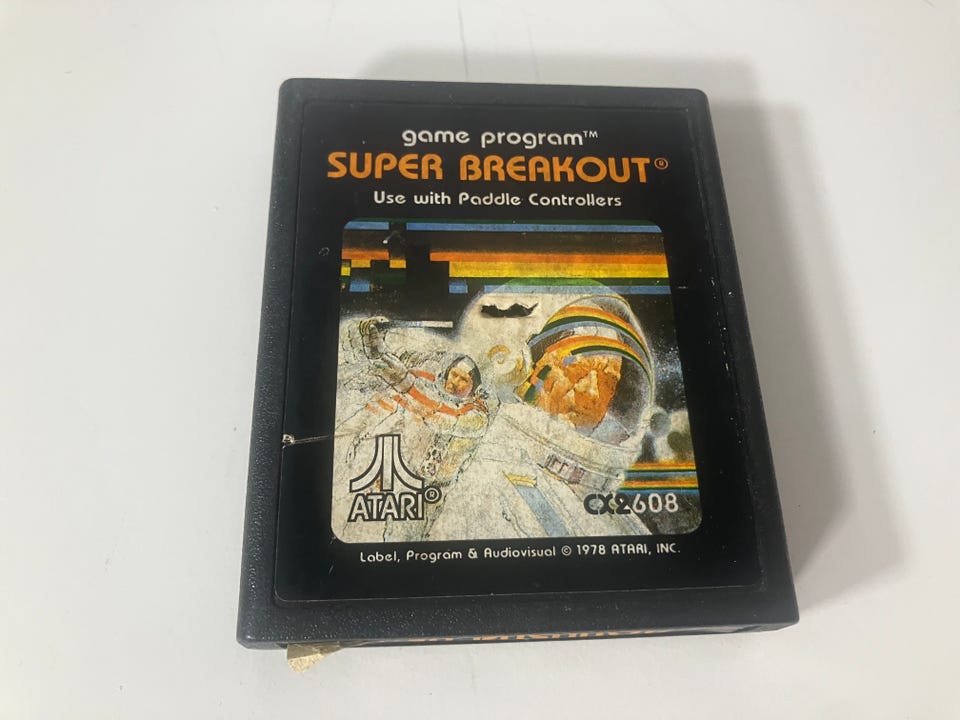 game program™
SUPER BREAKOUT®
Use with Paddle Controllers
ATARI®
CX2608
Label, Program & Audiovisual © 1978 ATARI, INC.